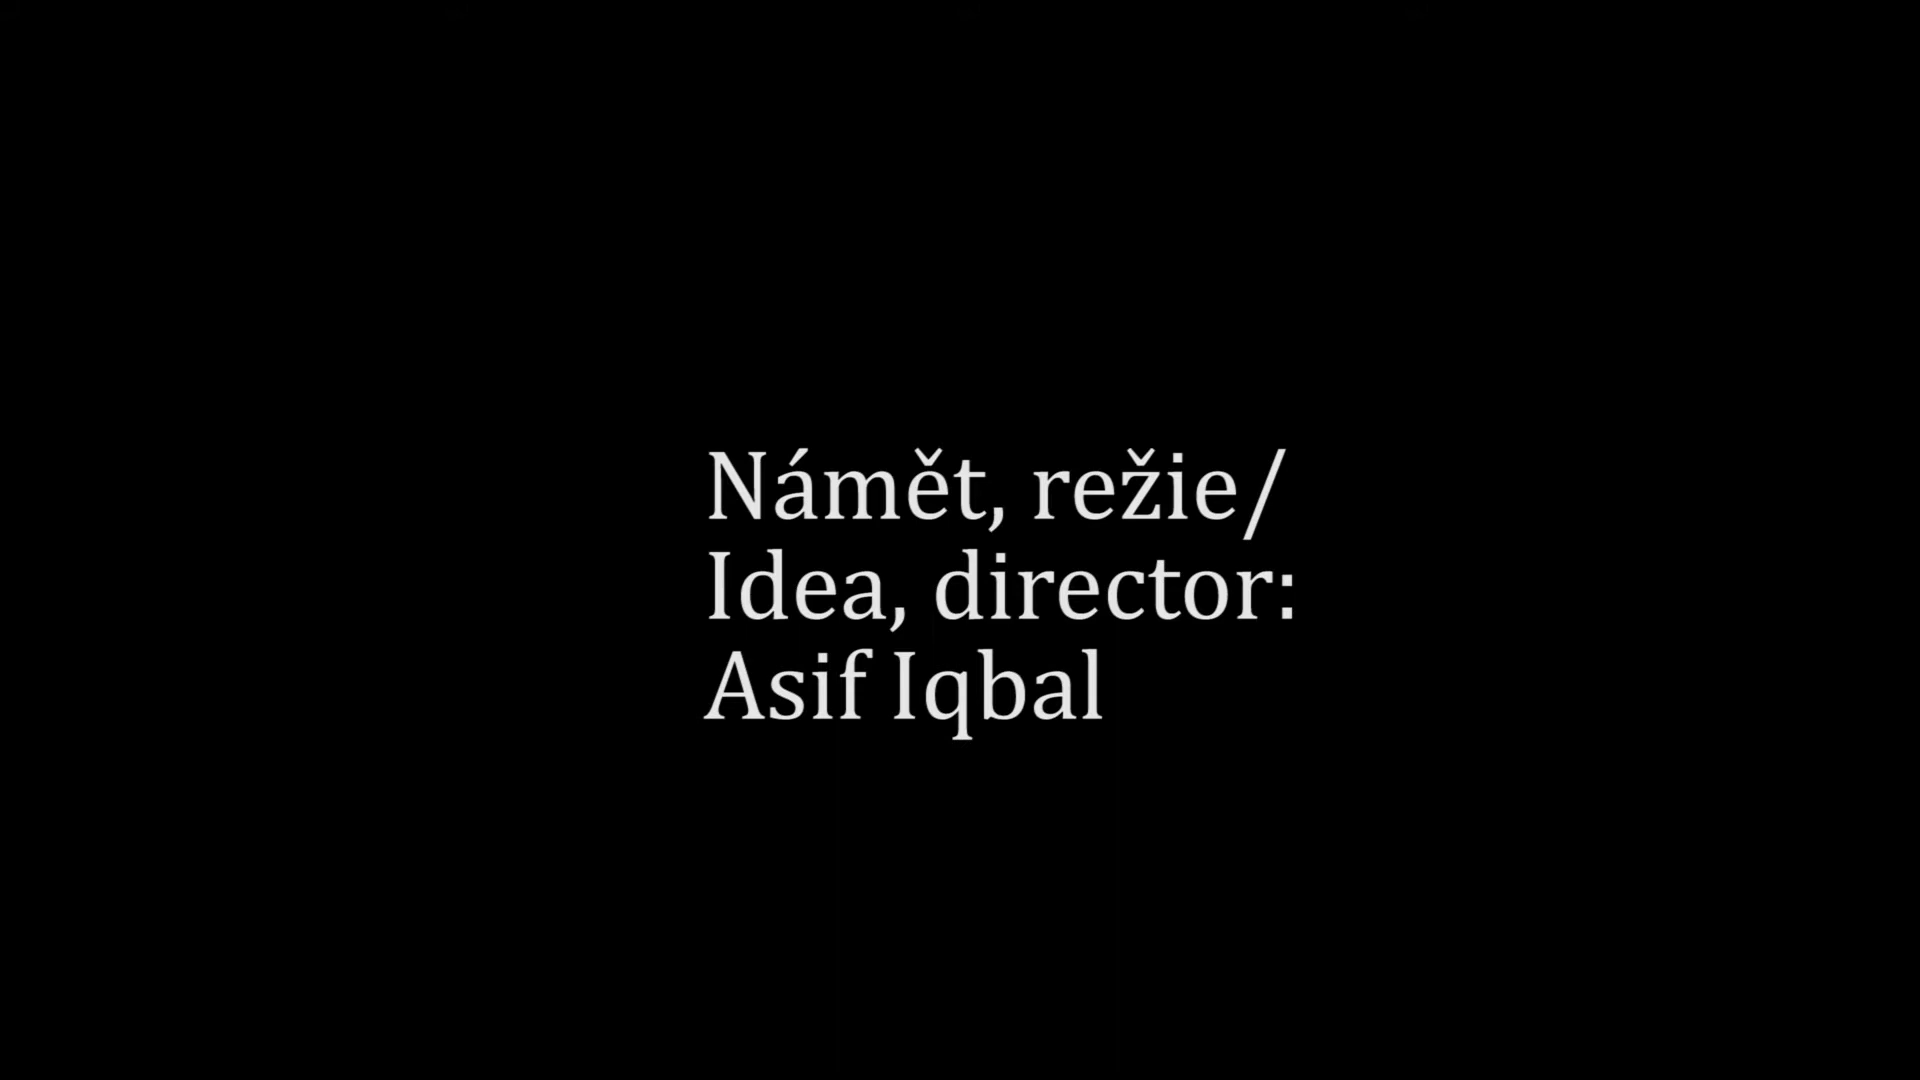 Námět, režie/
Idea, director:
Asif Iqbal